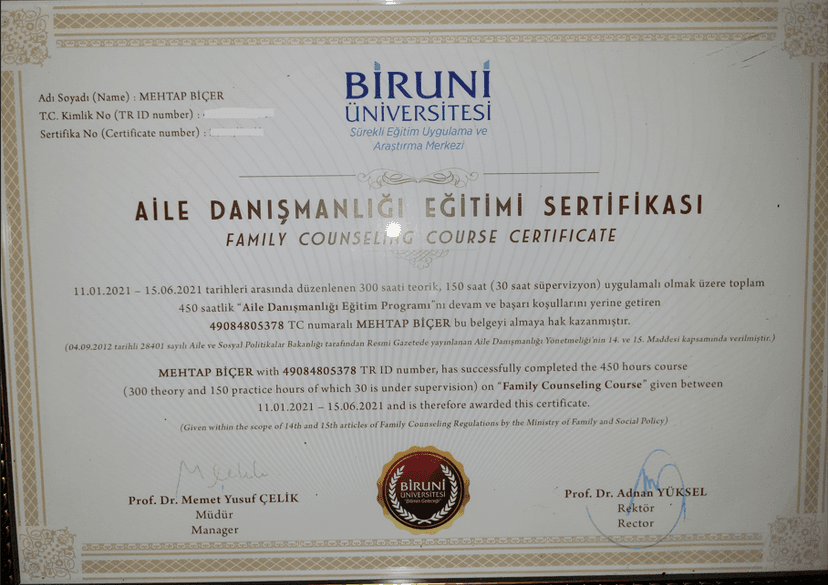 Adı Soyadı (Name) : MEHTAP BİÇER
T.C. Kimlik No (TR ID number) :
Sertifika No (Certificate number) :
BİRUNİ
ÜNİVERSİTESİ
Sürekli Eğitim Uygulama ve
Araştırma Merkezi
AİLE DANIŞMANLIĞI EĞİTİMİ SERTİFİKASI
FAMILY COUNSELING COURSE CERTIFICATE
11.01.2021 – 15.06.2021 tarihleri arasında düzenlenen 300 saati teorik, 150 saat (30 saat süpervizyon) uygulamalı olmak üzere toplam
450 saatlik “Aile Danışmanlığı Eğitim Programı”nı devam ve başarı koşullarını yerine getiren
49084805378 TC numaralı MEHTAP BİÇER bu belgeyi almaya hak kazanmıştır.
(04.09.2012 tarihli 28401 sayılı Aile ve Sosyal Politikalar Bakanlığı tarafından Resmi Gazetede yayınlanan Aile Danışmanlığı Yönetmeliği'nin 14. ve 15. Maddesi kapsamında verilmiştir.)
MEHTAP BİÇER with 49084805378 TR ID number, has successfully completed the 450 hours course
(300 theory and 150 practice hours of which 30 is under supervision) on “Family Counseling Course” given between
11.01.2021 – 15.06.2021 and is therefore awarded this certificate.
(Given within the scope of 14th and 15th articles of Family Counseling Regulations by the Ministry of Family and Social Policy)
Prof. Dr. Memet Yusuf ÇELİK
Müdür
Manager
BİRUNİ
ÜNİVERSİTESİ
"Bilimin Geleceği"
Prof. Dr. Adnan YÜKSEL
Rektör
Rector